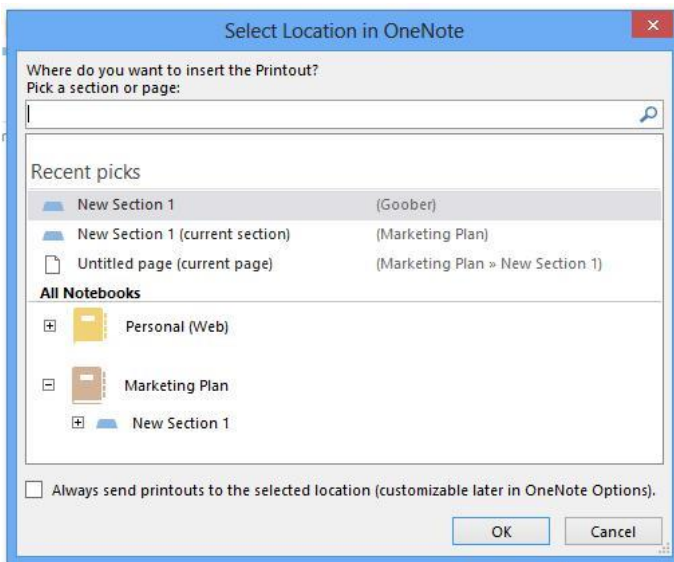 Select Location in OneNote
Where do you want to insert the Printout?
Pick a section or page:
Recent picks
New Section 1 (Goober)
New Section 1 (current section) (Marketing Plan)
Untitled page (current page) (Marketing Plan » New Section 1)
All Notebooks
Personal (Web)
Marketing Plan
New Section 1
Always send printouts to the selected location (customizable later in OneNote Options).
OK Cancel